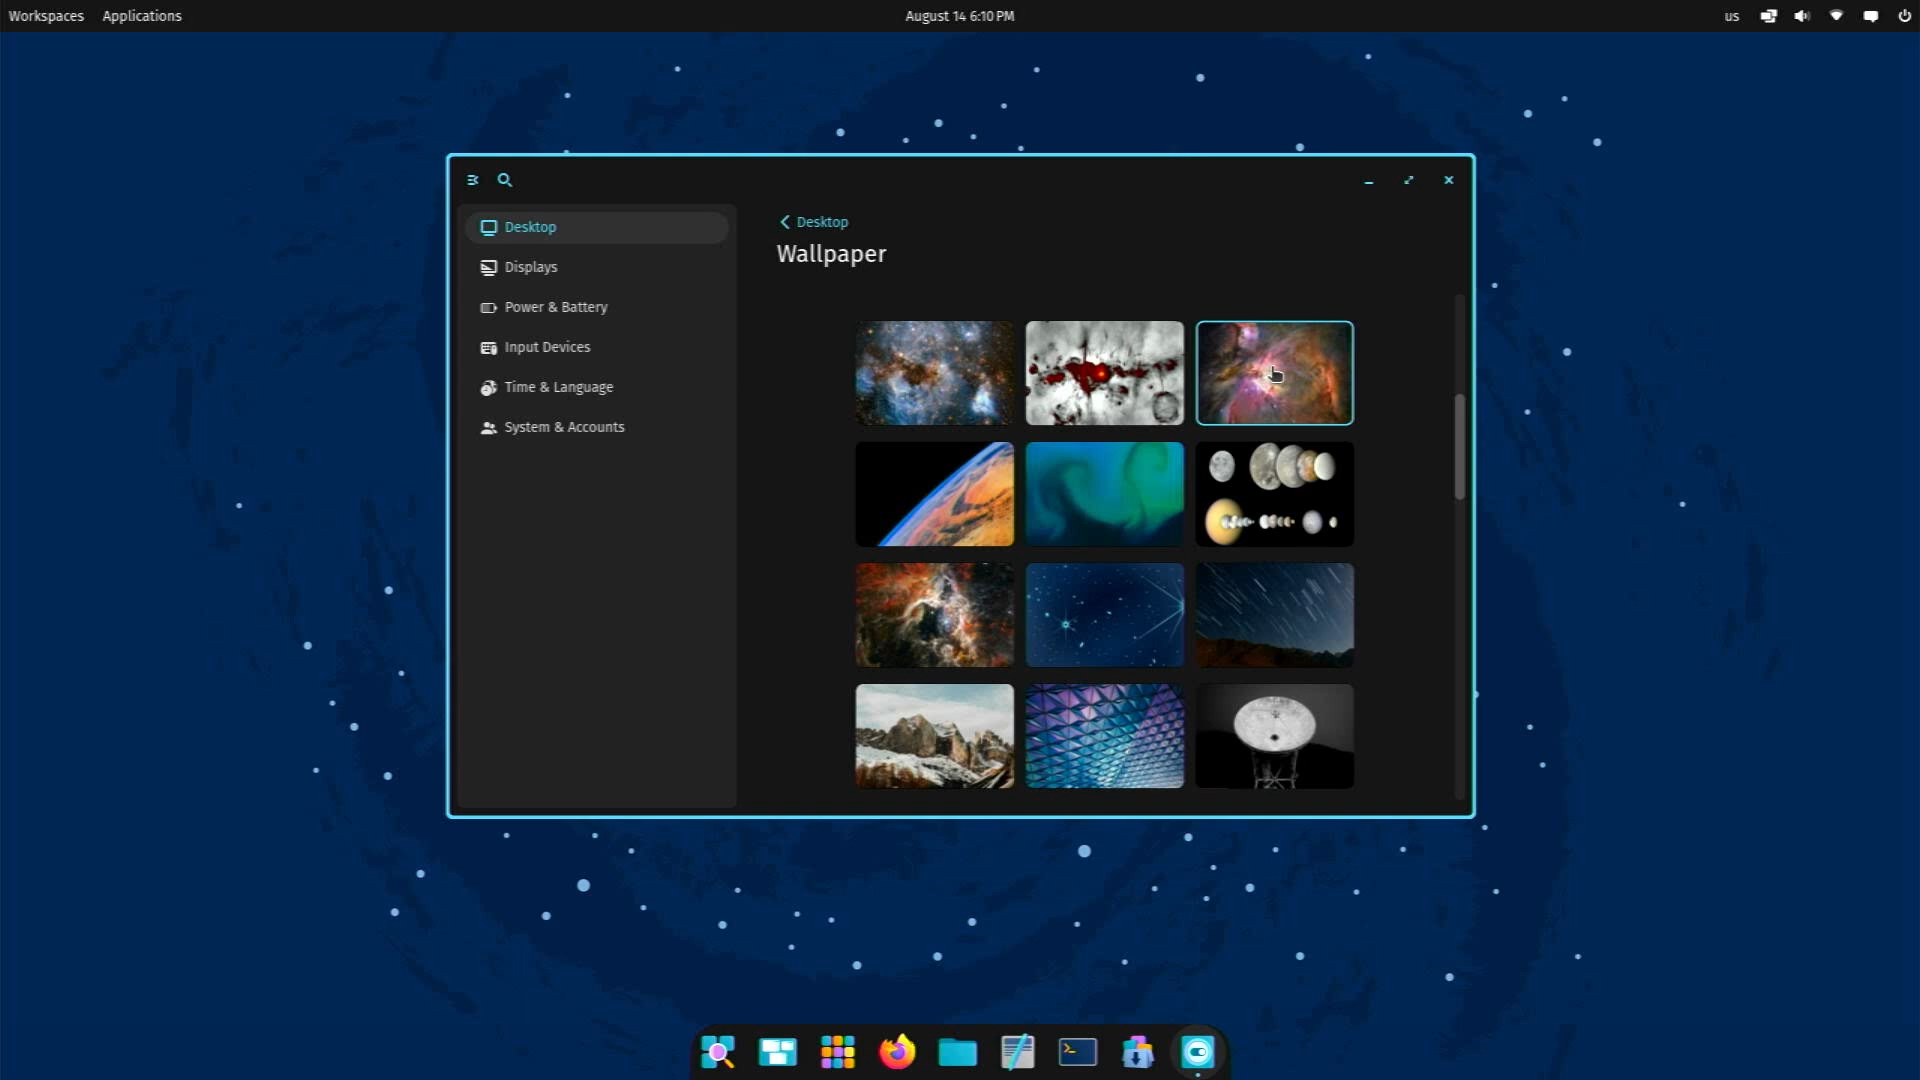 Workspaces Applications August 14 6:10 PM us
Desktop
Displays
Power & Battery
Input Devices
Time & Language
System & Accounts
Desktop
Wallpaper